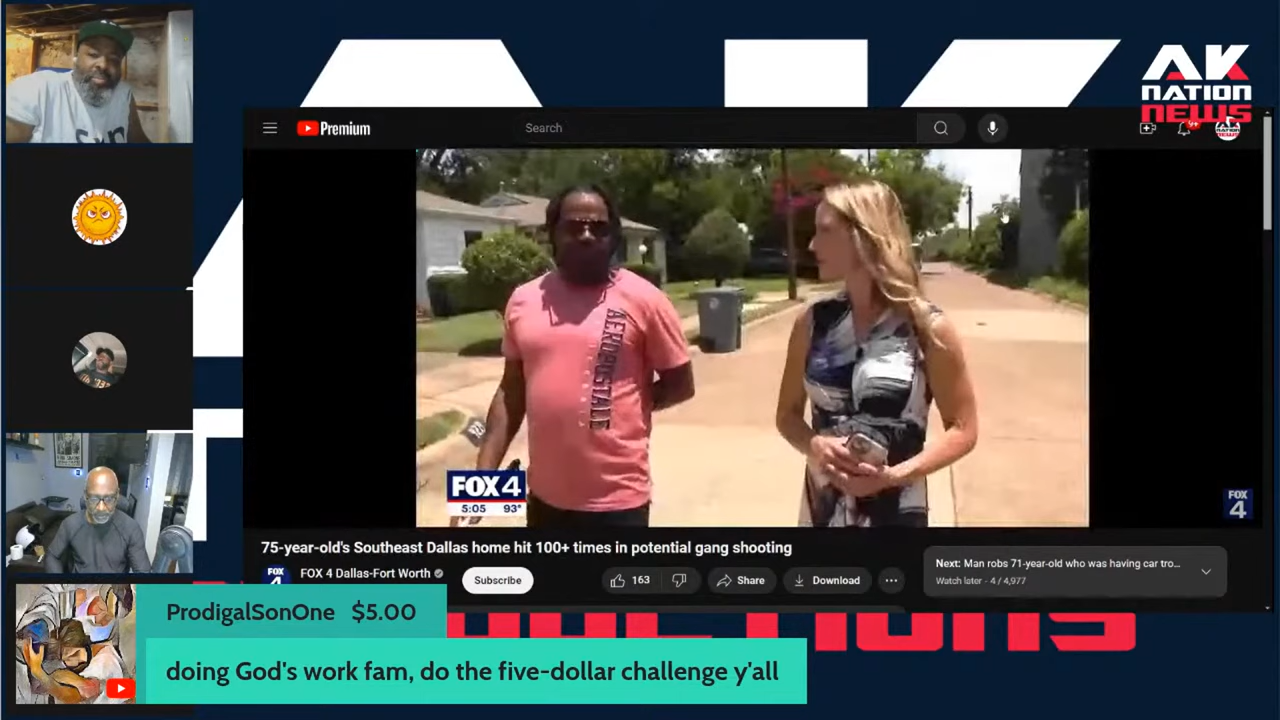 AK
NATION
NEWS
Premium
Search
9+
AEROPOSTALE
FOX 4
5:05 93°
FOX
4
75-year-old's Southeast Dallas home hit 100+ times in potential gang shooting
FOX 4 Dallas-Fort Worth
Subscribe
163
Share
Download
Next: Man robs 71-year-old who was having car tro...
Watch later - 4 / 4,977
ProdigalSonOne $5.00
doing God's work fam, do the five-dollar challenge y'all